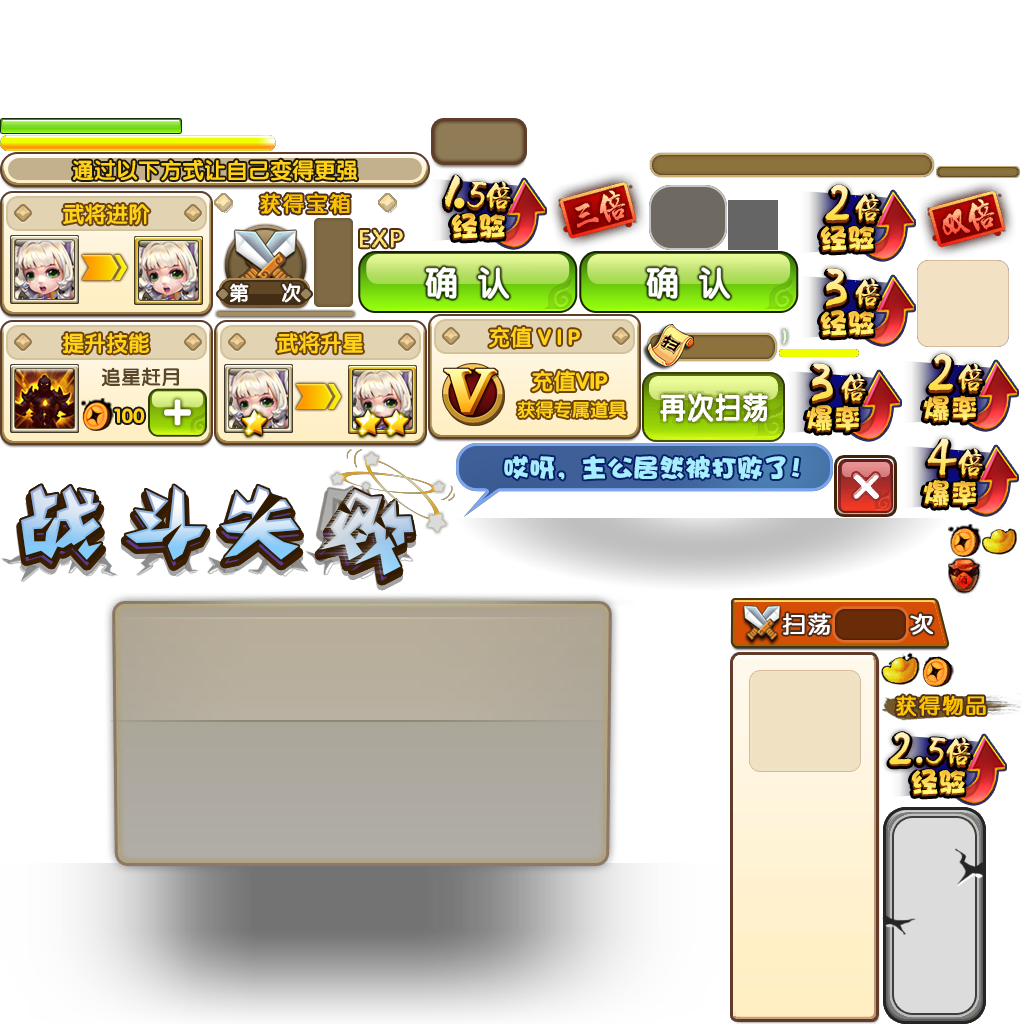 通过以下方式让自己变得更强
武将进阶
获得宝箱
EXP
第 次
1.5倍
经验
三倍
2倍
经验
双倍
确认
确认
3倍
经验
提升技能
追星赶月
100
武将升星
充值VIP
充值VIP
获得专属道具
扫
再次扫荡
3倍
爆率
2倍
爆率
哎呀，主公居然被打败了！
4倍
爆率
战斗失败
扫荡 次
获得物品
2.5倍
经验